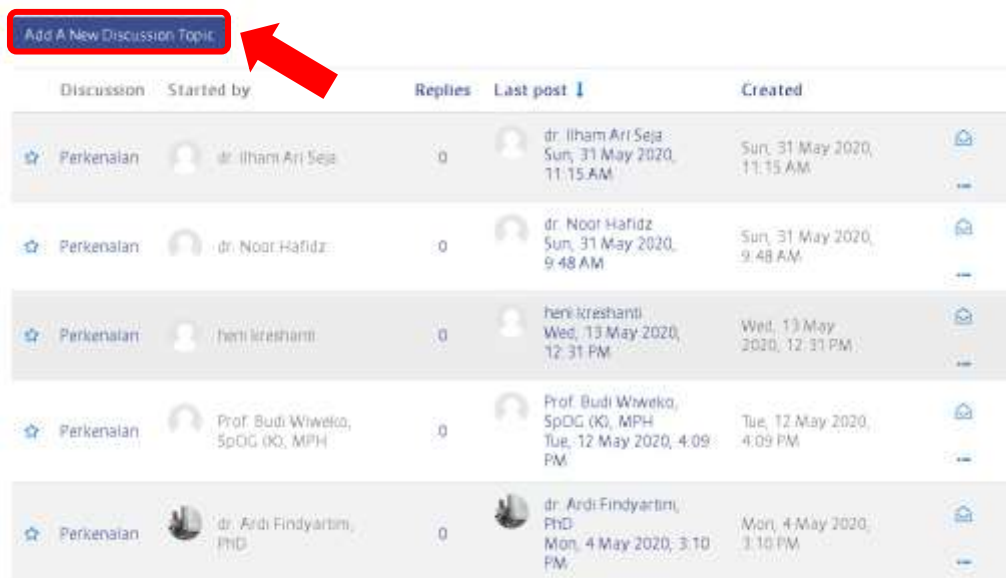 Add A New Discussion Topic
Discussion Started by Replies Last post Created
Perkenalan dr. Ilham Ari Seja 0 dr. Ilham Ari Seja
Sun, 31 May 2020,
11:15 AM
Sun, 31 May 2020,
11:15 AM
Perkenalan dr. Noor Hafidz 0 dr. Noor Hafidz
Sun, 31 May 2020,
9:48 AM
Sun, 31 May 2020,
9:48 AM
Perkenalan heni kreshanti 0 heni kreshanti
Wed, 13 May 2020,
12:31 PM
Wed, 13 May
2020, 12:31 PM
Perkenalan Prof. Budi Wiweko,
SpOG (K), MPH
0
Prof. Budi Wiweko,
SpOG (K), MPH
Tue, 12 May 2020, 4:09
PM
Tue, 12 May 2020,
4:09 PM
Perkenalan dr. Ardi Findyartini,
PhD
0
dr. Ardi Findyartini,
PhD
Mon, 4 May 2020, 3:10
PM
Mon, 4 May 2020,
3:10 PM